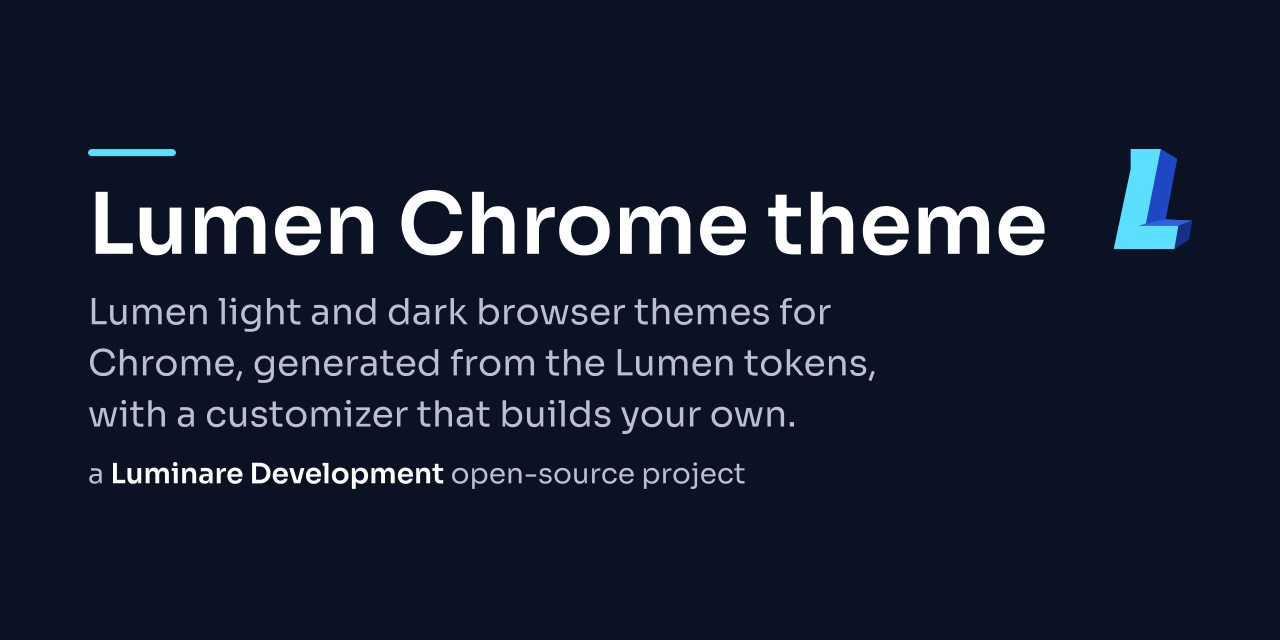 Lumen Chrome theme
Lumen light and dark browser themes for
Chrome, generated from the Lumen tokens,
with a customizer that builds your own.
a Luminare Development open-source project